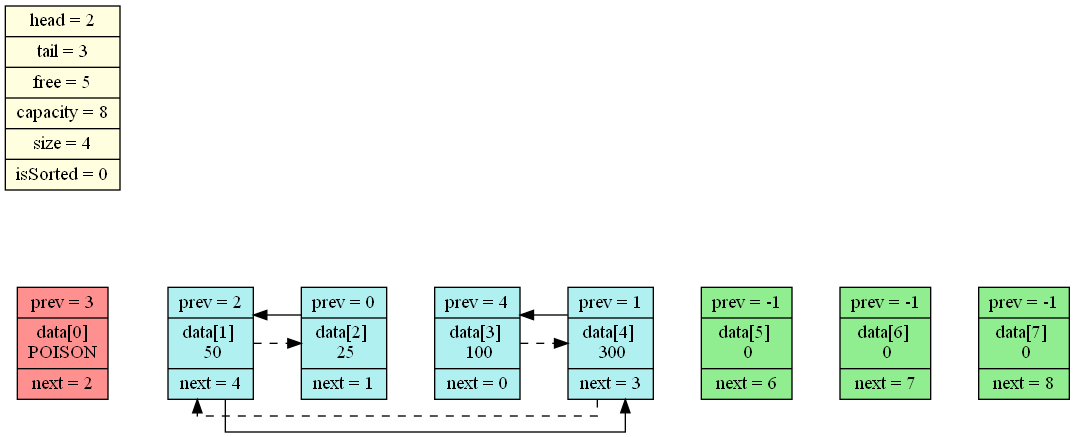 head = 2
tail = 3
free = 5
capacity = 8
size = 4
isSorted = 0
prev = 3
data[0]
POISON
next = 2
prev = 2
data[1]
50
next = 4
prev = 0
data[2]
25
next = 1
prev = 4
data[3]
100
next = 0
prev = 1
data[4]
300
next = 3
prev = -1
data[5]
0
next = 6
prev = -1
data[6]
0
next = 7
prev = -1
data[7]
0
next = 8